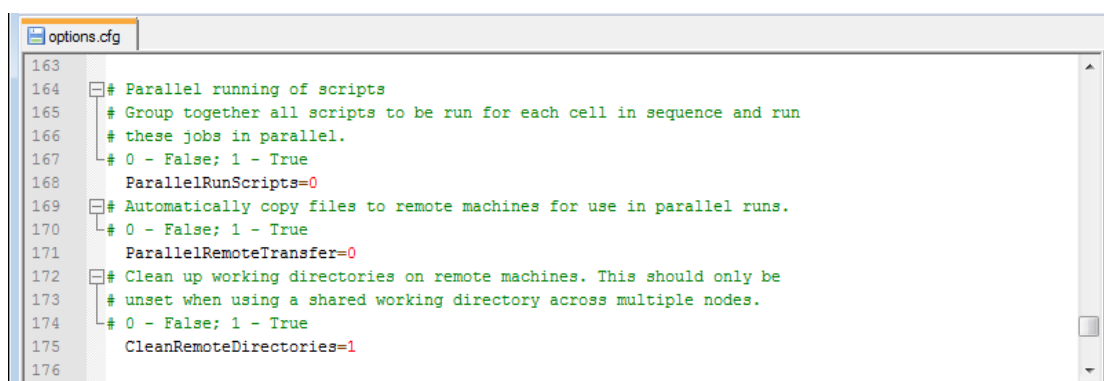 options.cfg
163
164 # Parallel running of scripts
165 # Group together all scripts to be run for each cell in sequence and run
166 # these jobs in parallel.
167 # 0 - False; 1 - True
168 ParallelRunScripts=0
169 # Automatically copy files to remote machines for use in parallel runs.
170 # 0 - False; 1 - True
171 ParallelRemoteTransfer=0
172 # Clean up working directories on remote machines. This should only be
173 # unset when using a shared working directory across multiple nodes.
174 # 0 - False; 1 - True
175 CleanRemoteDirectories=1
176